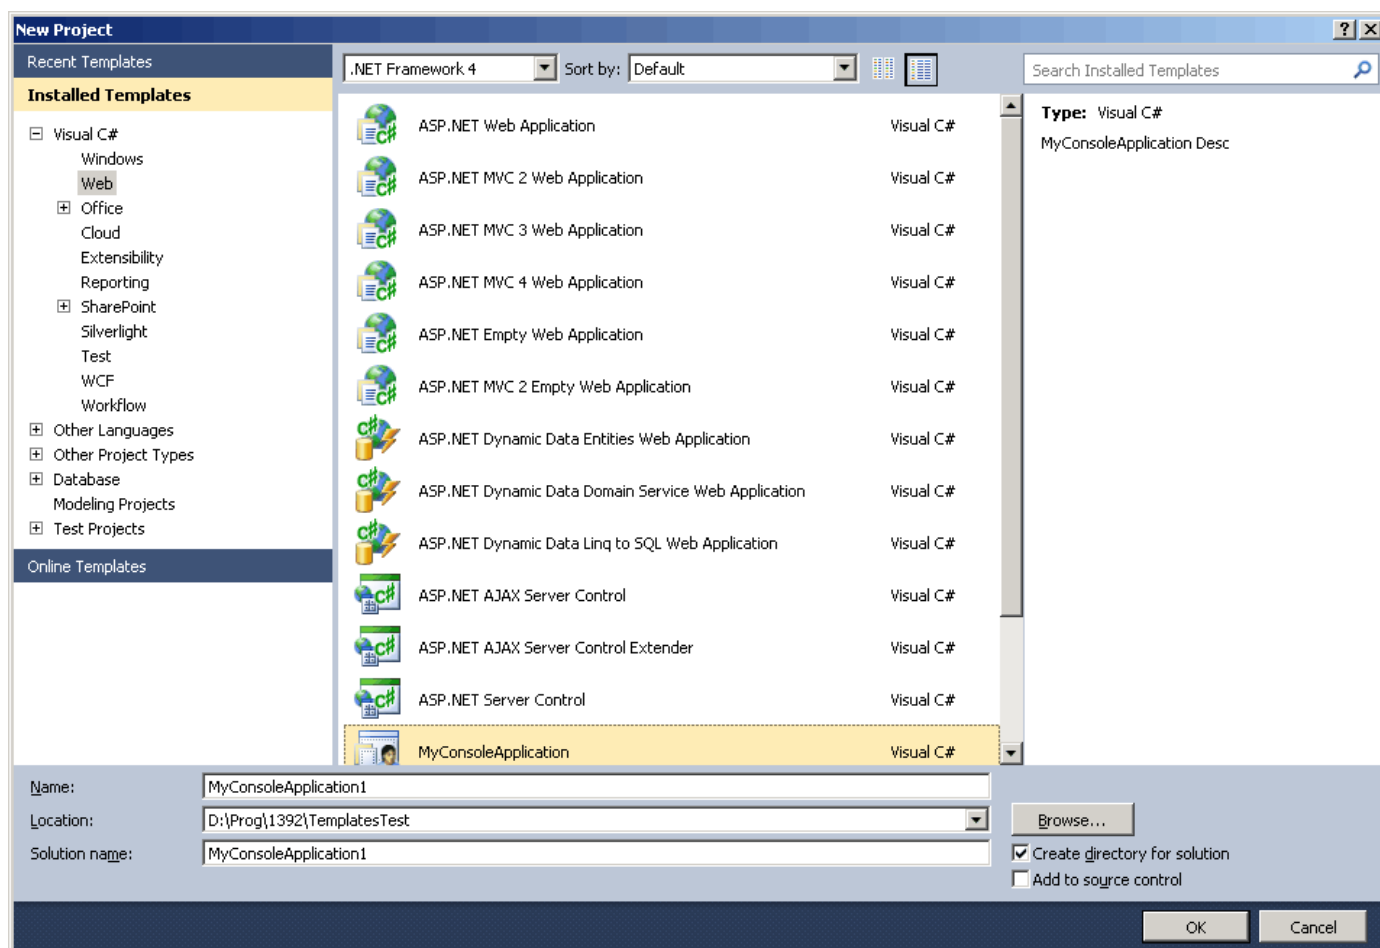 New Project
Recent Templates
Installed Templates
Visual C#
Windows
Web
Office
Cloud
Extensibility
Reporting
SharePoint
Silverlight
Test
WCF
Workflow
Other Languages
Other Project Types
Database
Modeling Projects
Test Projects
Online Templates
.NET Framework 4 Sort by: Default
ASP.NET Web Application Visual C#
ASP.NET MVC 2 Web Application Visual C#
ASP.NET MVC 3 Web Application Visual C#
ASP.NET MVC 4 Web Application Visual C#
ASP.NET Empty Web Application Visual C#
ASP.NET MVC 2 Empty Web Application Visual C#
ASP.NET Dynamic Data Entities Web Application Visual C#
ASP.NET Dynamic Data Domain Service Web Application Visual C#
ASP.NET Dynamic Data Linq to SQL Web Application Visual C#
ASP.NET AJAX Server Control Visual C#
ASP.NET AJAX Server Control Extender Visual C#
ASP.NET Server Control Visual C#
MyConsoleApplication Visual C#
Search Installed Templates
Type: Visual C#
MyConsoleApplication Desc
Name: MyConsoleApplication1
Location: D:\Prog\1392\TemplatesTest Browse...
Solution name: MyConsoleApplication1 Create directory for solution
Add to source control
OK Cancel